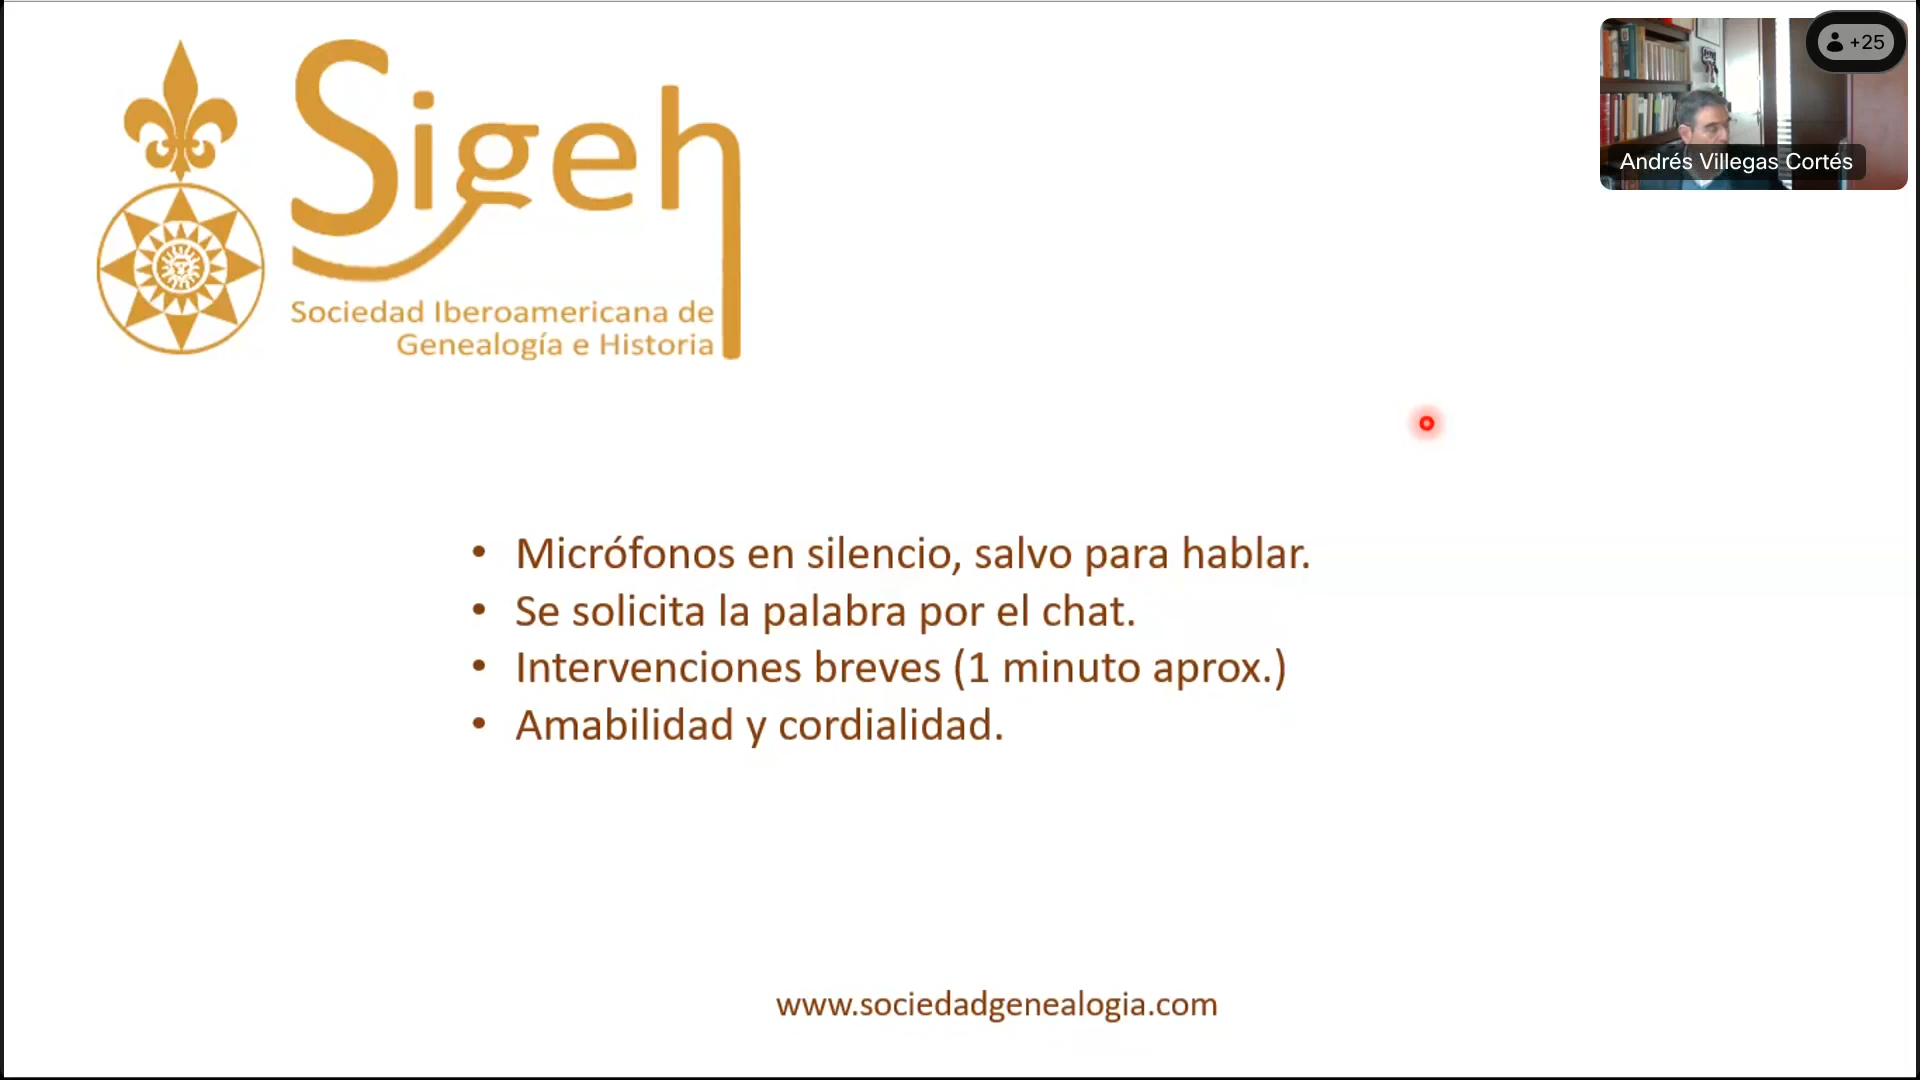 Sigeh
Sociedad Iberoamericana de
Genealogía e Historia
+25
Andrés Villegas Cortés
• Micrófonos en silencio, salvo para hablar.
• Se solicita la palabra por el chat.
• Intervenciones breves (1 minuto aprox.)
• Amabilidad y cordialidad.
www.sociedadgenealogia.com